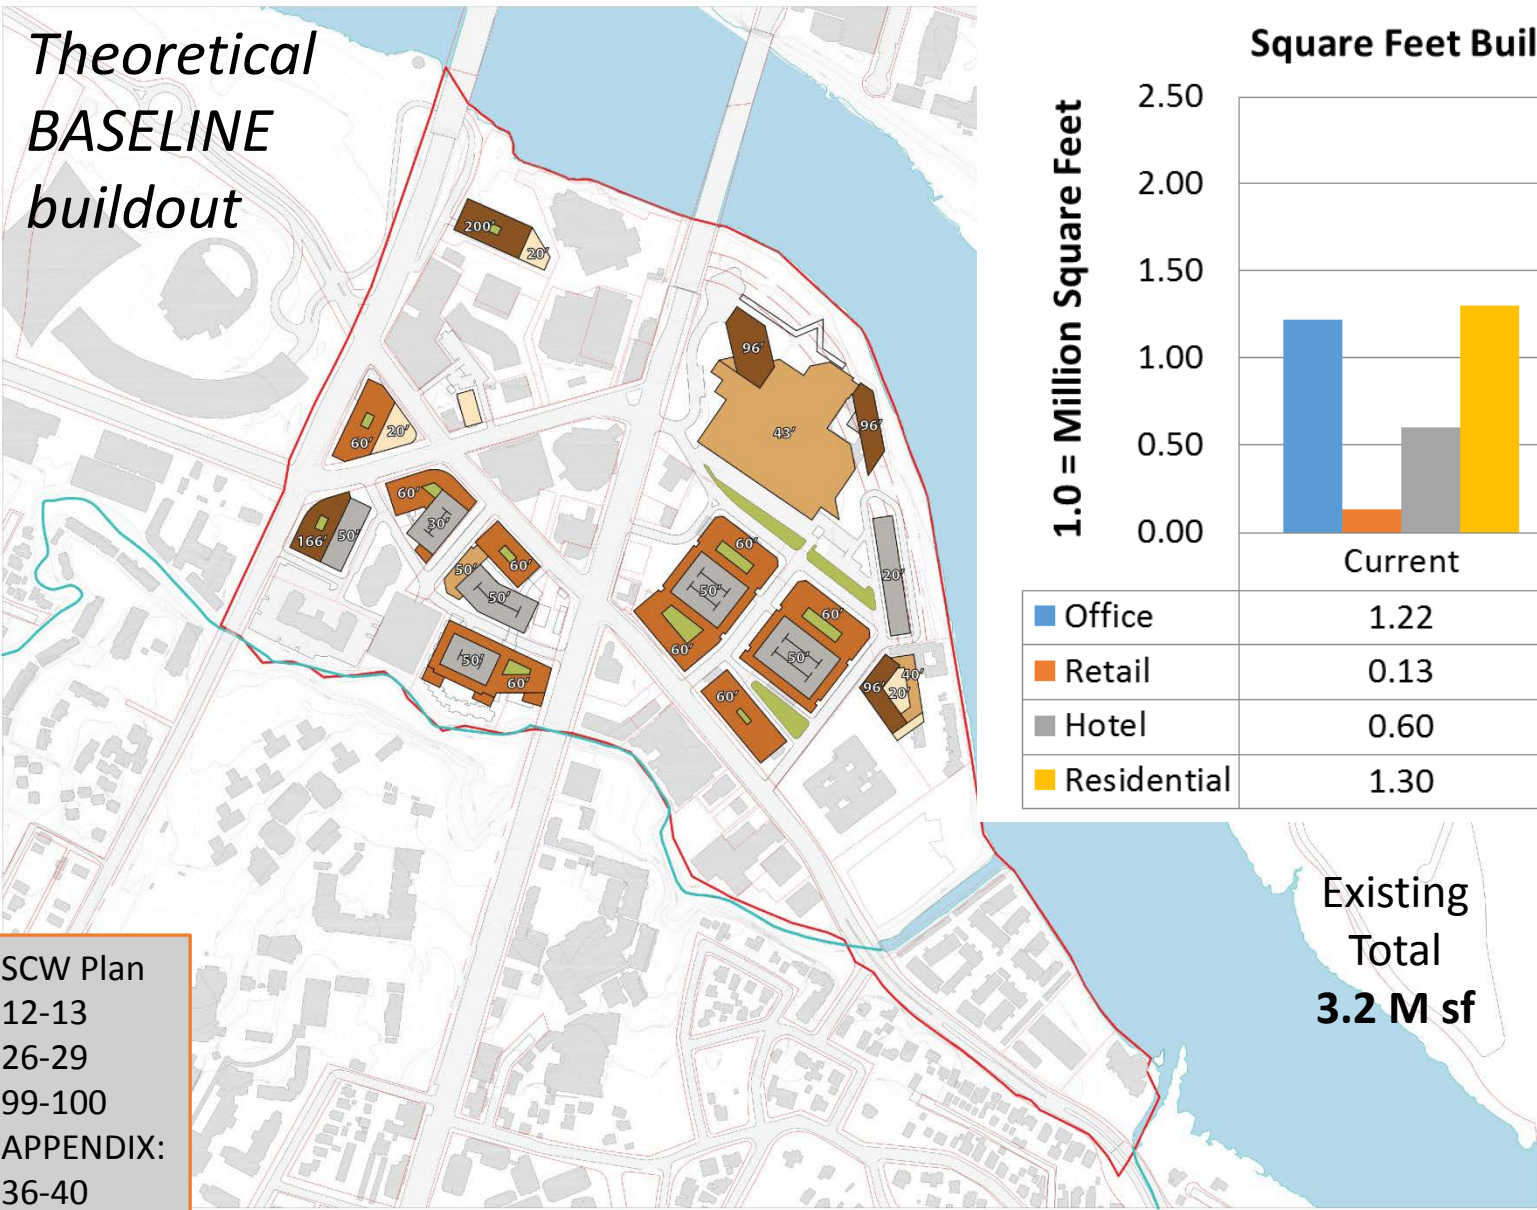 Theoretical
BASELINE
buildout
200'
20'
96'
43'
96'
60'
20'
60'
30'
166'
50'
60'
50'
50'
60'
50'
20'
60'
50'
60'
60'
50'
60'
60'
96'
40'
20'
Square Feet Buil
1.0 = Million Square Feet
2.50
2.00
1.50
1.00
0.50
0.00
Current
Office 1.22
Retail 0.13
Hotel 0.60
Residential 1.30
Existing
Total
3.2 M sf
SCW Plan
12-13
26-29
99-100
APPENDIX:
36-40